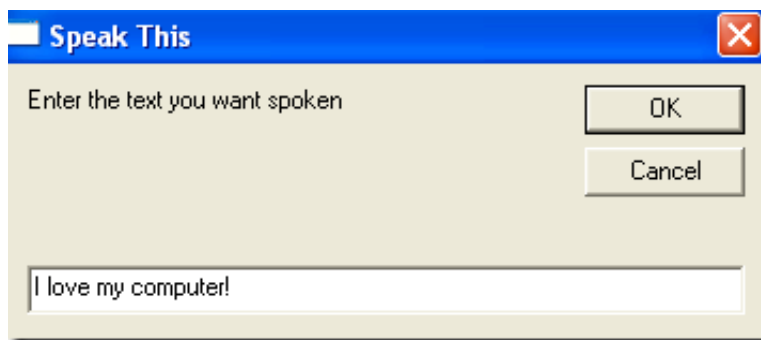 Speak This
Enter the text you want spoken
OK
Cancel
I love my computer!